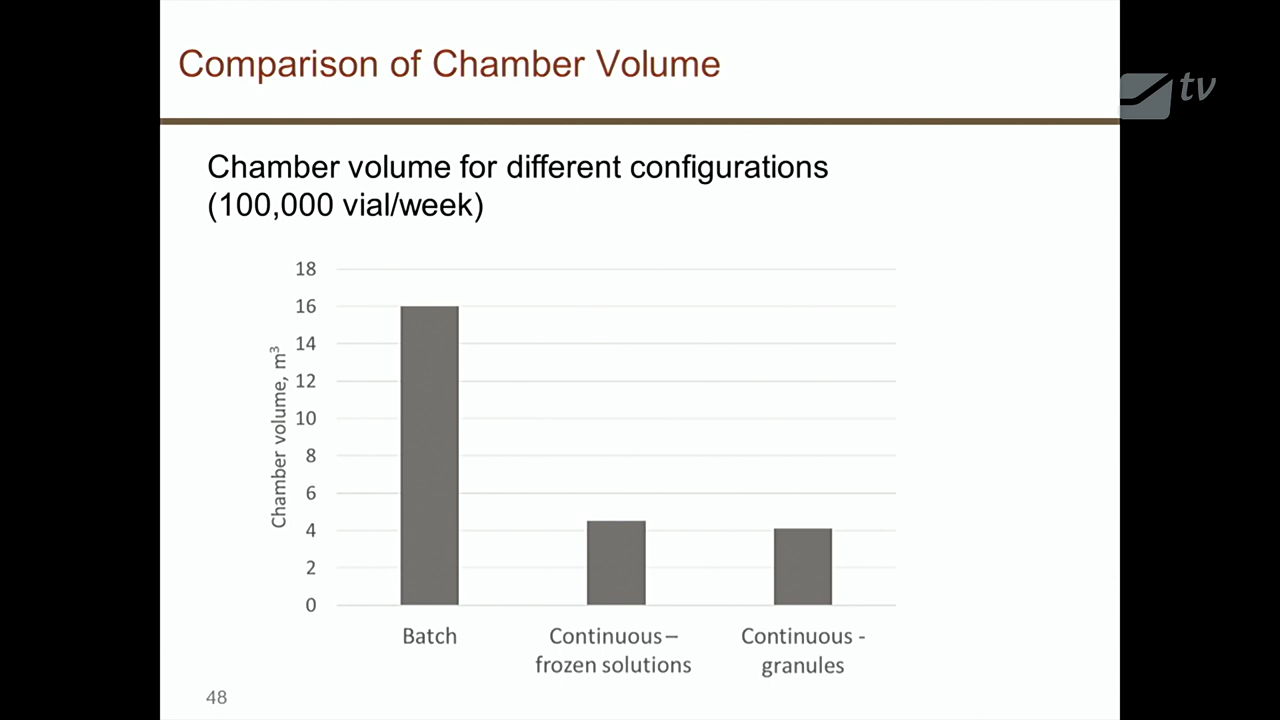 Comparison of Chamber Volume
tv
Chamber volume for different configurations
(100,000 vial/week)
Chamber volume, m³
18
16
14
12
10
8
6
4
2
0
Batch
Continuous –
frozen solutions
Continuous -
granules
48